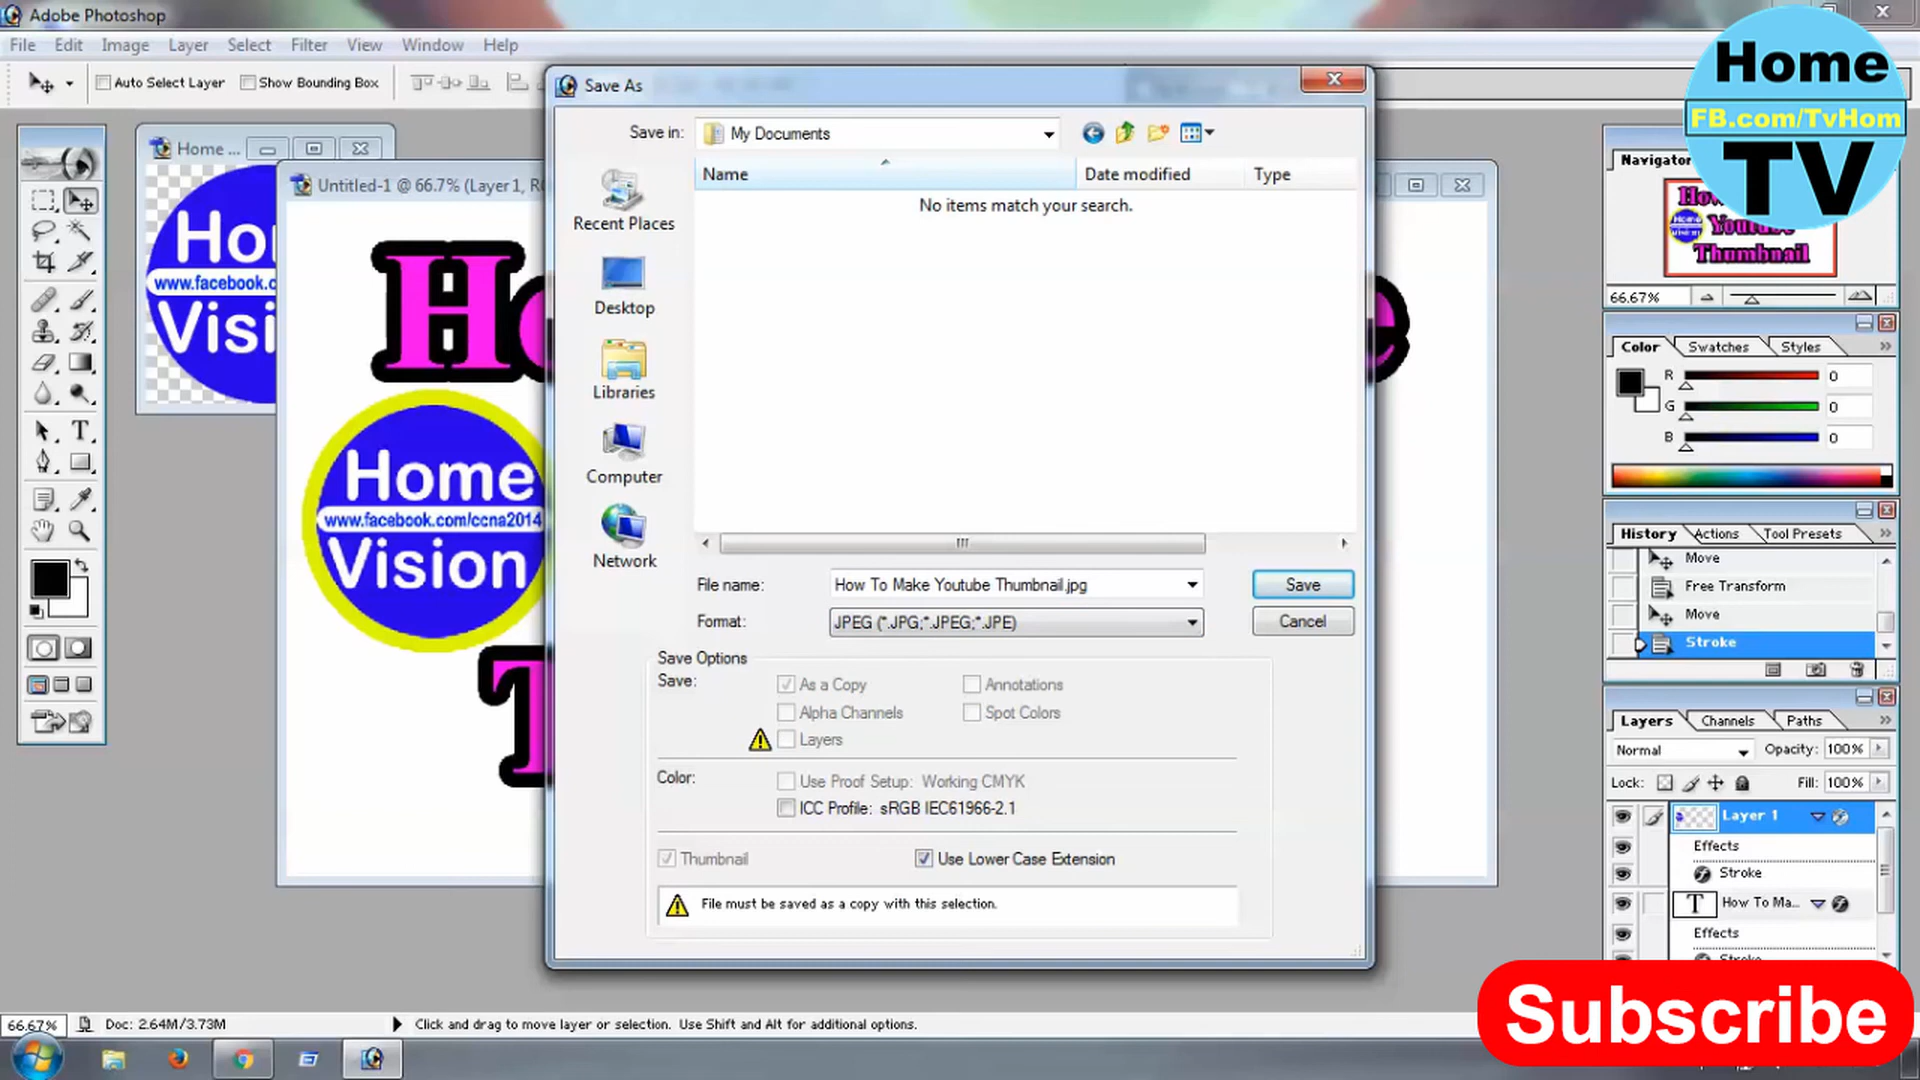 Adobe Photoshop
File Edit Image Layer Select Filter View Window Help
Auto Select Layer Show Bounding Box
Home
FB.com/TvHom
TV
Home ...
Hor
www.facebook.c
Visi
Untitled-1 @ 66.7% (Layer 1, R
H
e
Home
www.facebook.com/ccna2014
Vision
T
Save As
Save in: My Documents
Name Date modified Type
No items match your search.
Recent Places
Desktop
Libraries
Computer
Network
File name: How To Make Youtube Thumbnail.jpg Save
Format: JPEG (*.JPG;*.JPEG;*.JPE) Cancel
Save Options
Save: As a Copy Annotations
Alpha Channels Spot Colors
Layers
Color: Use Proof Setup: Working CMYK
ICC Profile: sRGB IEC61966-2.1
Thumbnail Use Lower Case Extension
File must be saved as a copy with this selection.
Navigator
Thumbnail
66.67%
Color Swatches Styles
R 0
G 0
B 0
History Actions Tool Presets
Move
Free Transform
Move
Stroke
Layers Channels Paths
Normal Opacity: 100%
Lock: Fill: 100%
Layer 1
Effects
Stroke
T How To Ma...
Effects
Subscribe
66.67% Doc: 2.64M/3.73M Click and drag to move layer or selection. Use Shift and Alt for additional options.